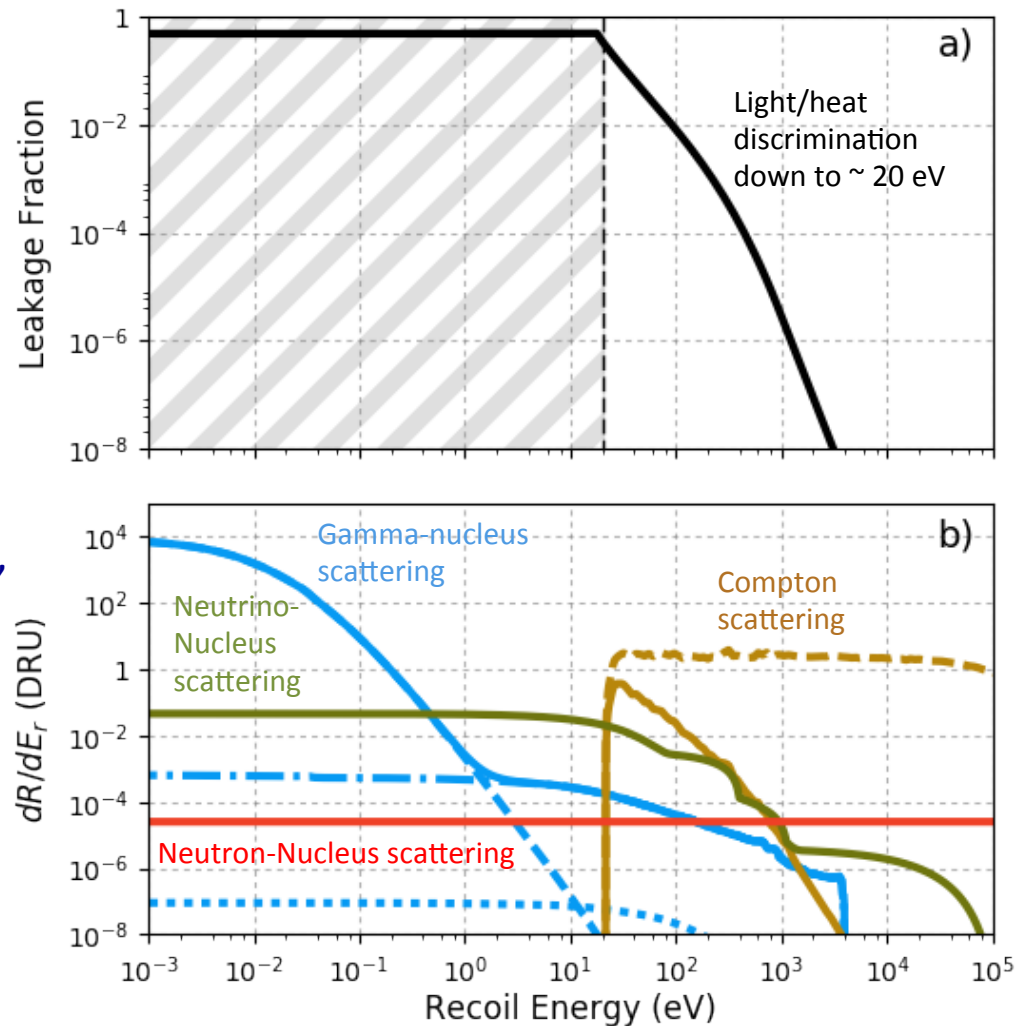 1
a)
Light/heat
discrimination
down to ~ 20 eV
10⁻²
10⁻⁴
10⁻⁶
10⁻⁸
Leakage Fraction
b)
Gamma-nucleus
scattering
Compton
scattering
Neutrino-
Nucleus
scattering
Neutron-Nucleus scattering
10⁴
10²
1
10⁻²
10⁻⁴
10⁻⁶
10⁻⁸
dR/dEᵣ (DRU)
10⁻³ 10⁻² 10⁻¹ 10⁰ 10¹ 10² 10³ 10⁴ 10⁵
Recoil Energy (eV)